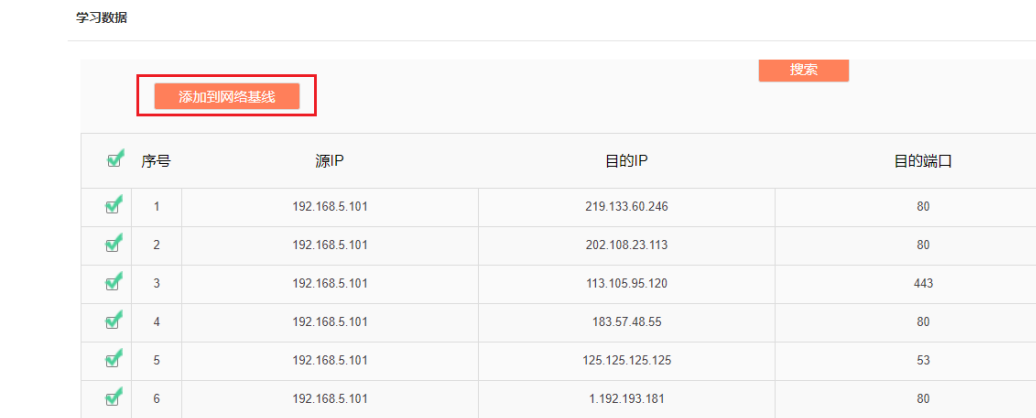 学习数据
搜索
添加到网络基线
序号 源IP 目的IP 目的端口
1 192.168.5.101 219.133.60.246 80
2 192.168.5.101 202.108.23.113 80
3 192.168.5.101 113.105.95.120 443
4 192.168.5.101 183.57.48.55 80
5 192.168.5.101 125.125.125.125 53
6 192.168.5.101 1.192.193.181 80